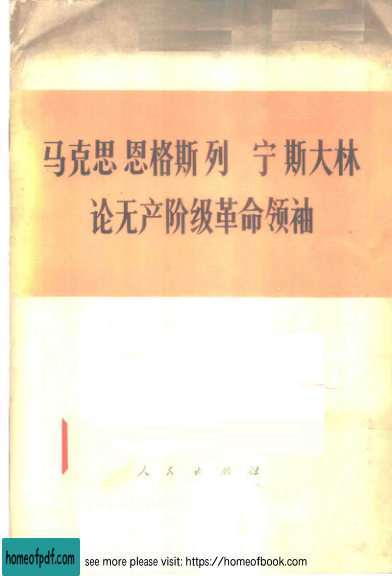 马克思 恩格斯 列 宁 斯大林
论无产阶级革命领袖
人民出版社
homeofpdf.com
see more please visit: https://homeofbook.com